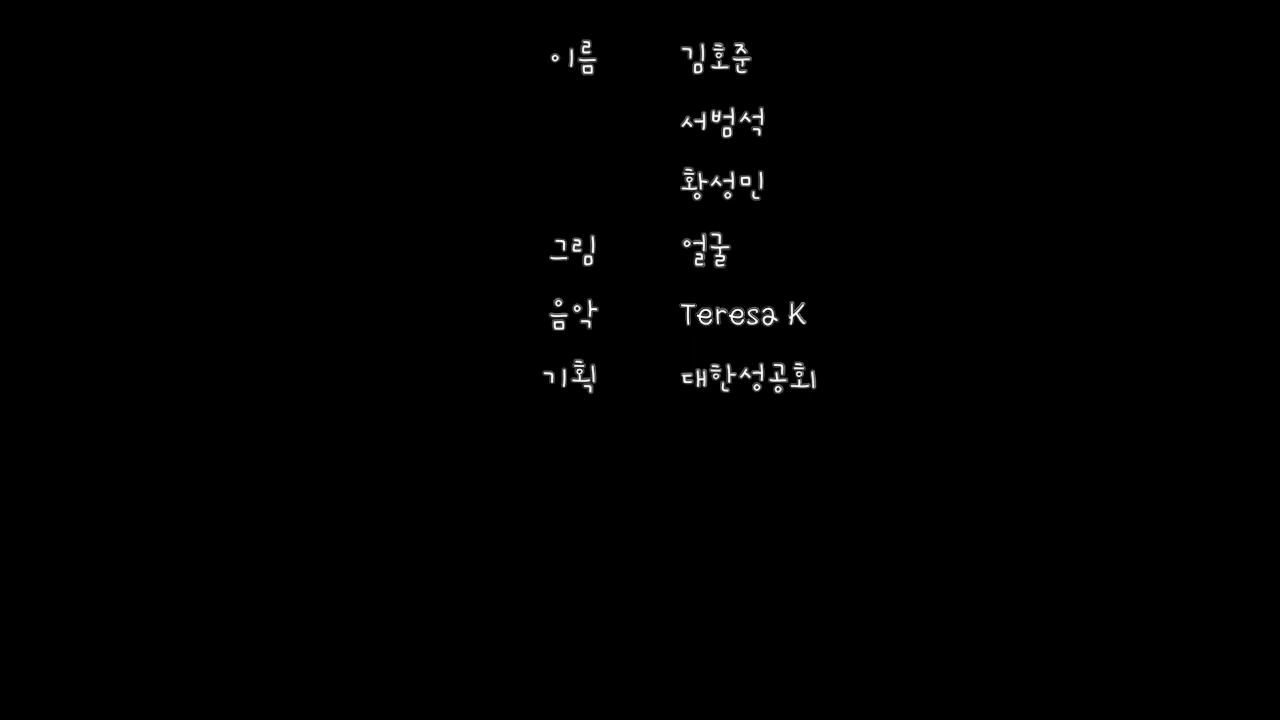 이름 김호준
서범석
황성민
그림 얼굴
음악 Teresa K
기획 대한성공회